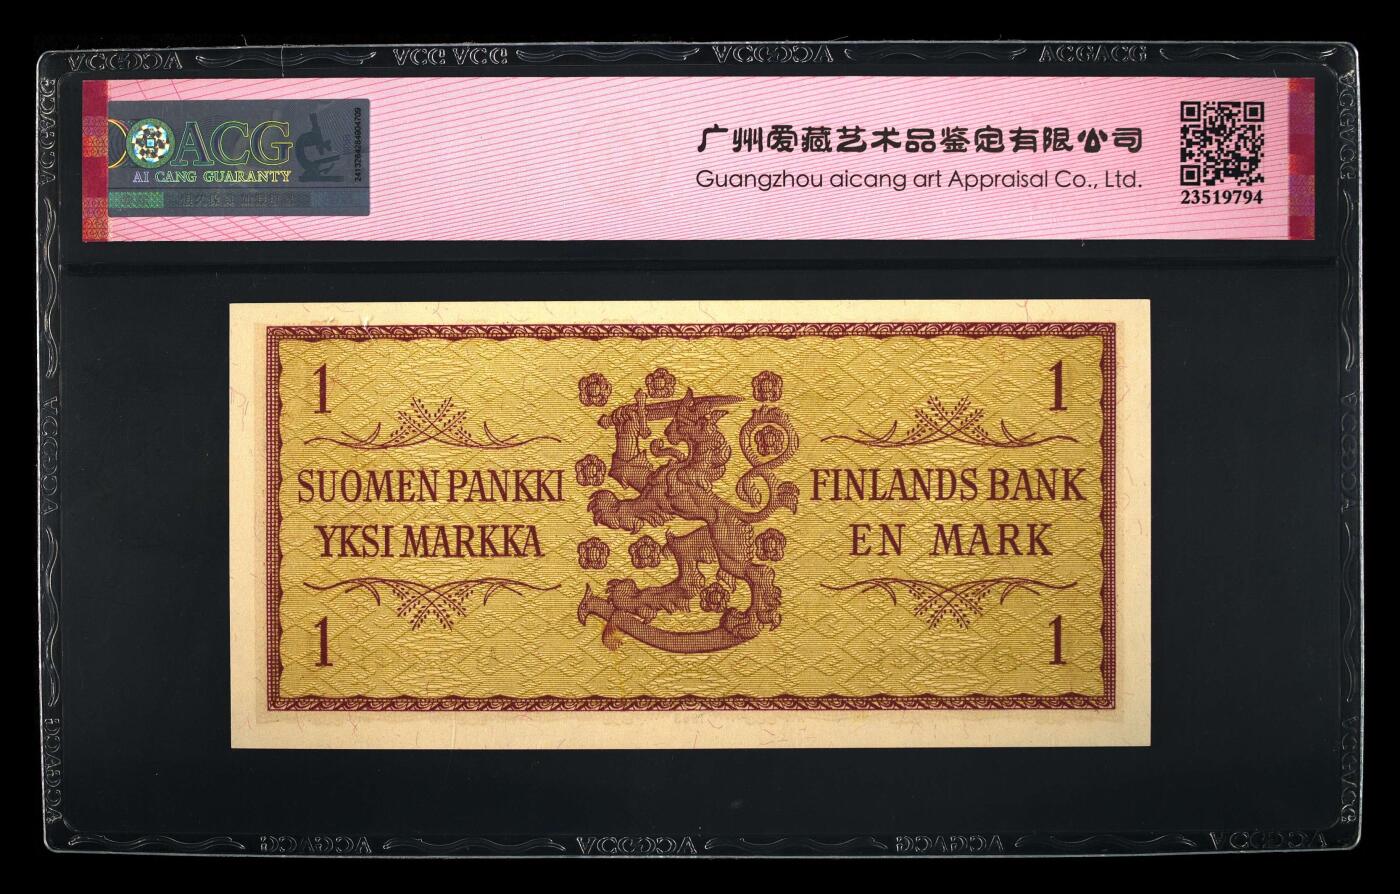 ACG
AI CANG GUARANTY
广州爱藏艺术品鉴定有限公司
Guangzhou aicang art Appraisal Co., Ltd.
23519794
1 1
SUOMEN PANKKI FINLANDS BANK
YKSI MARKKA EN MARK
1 1